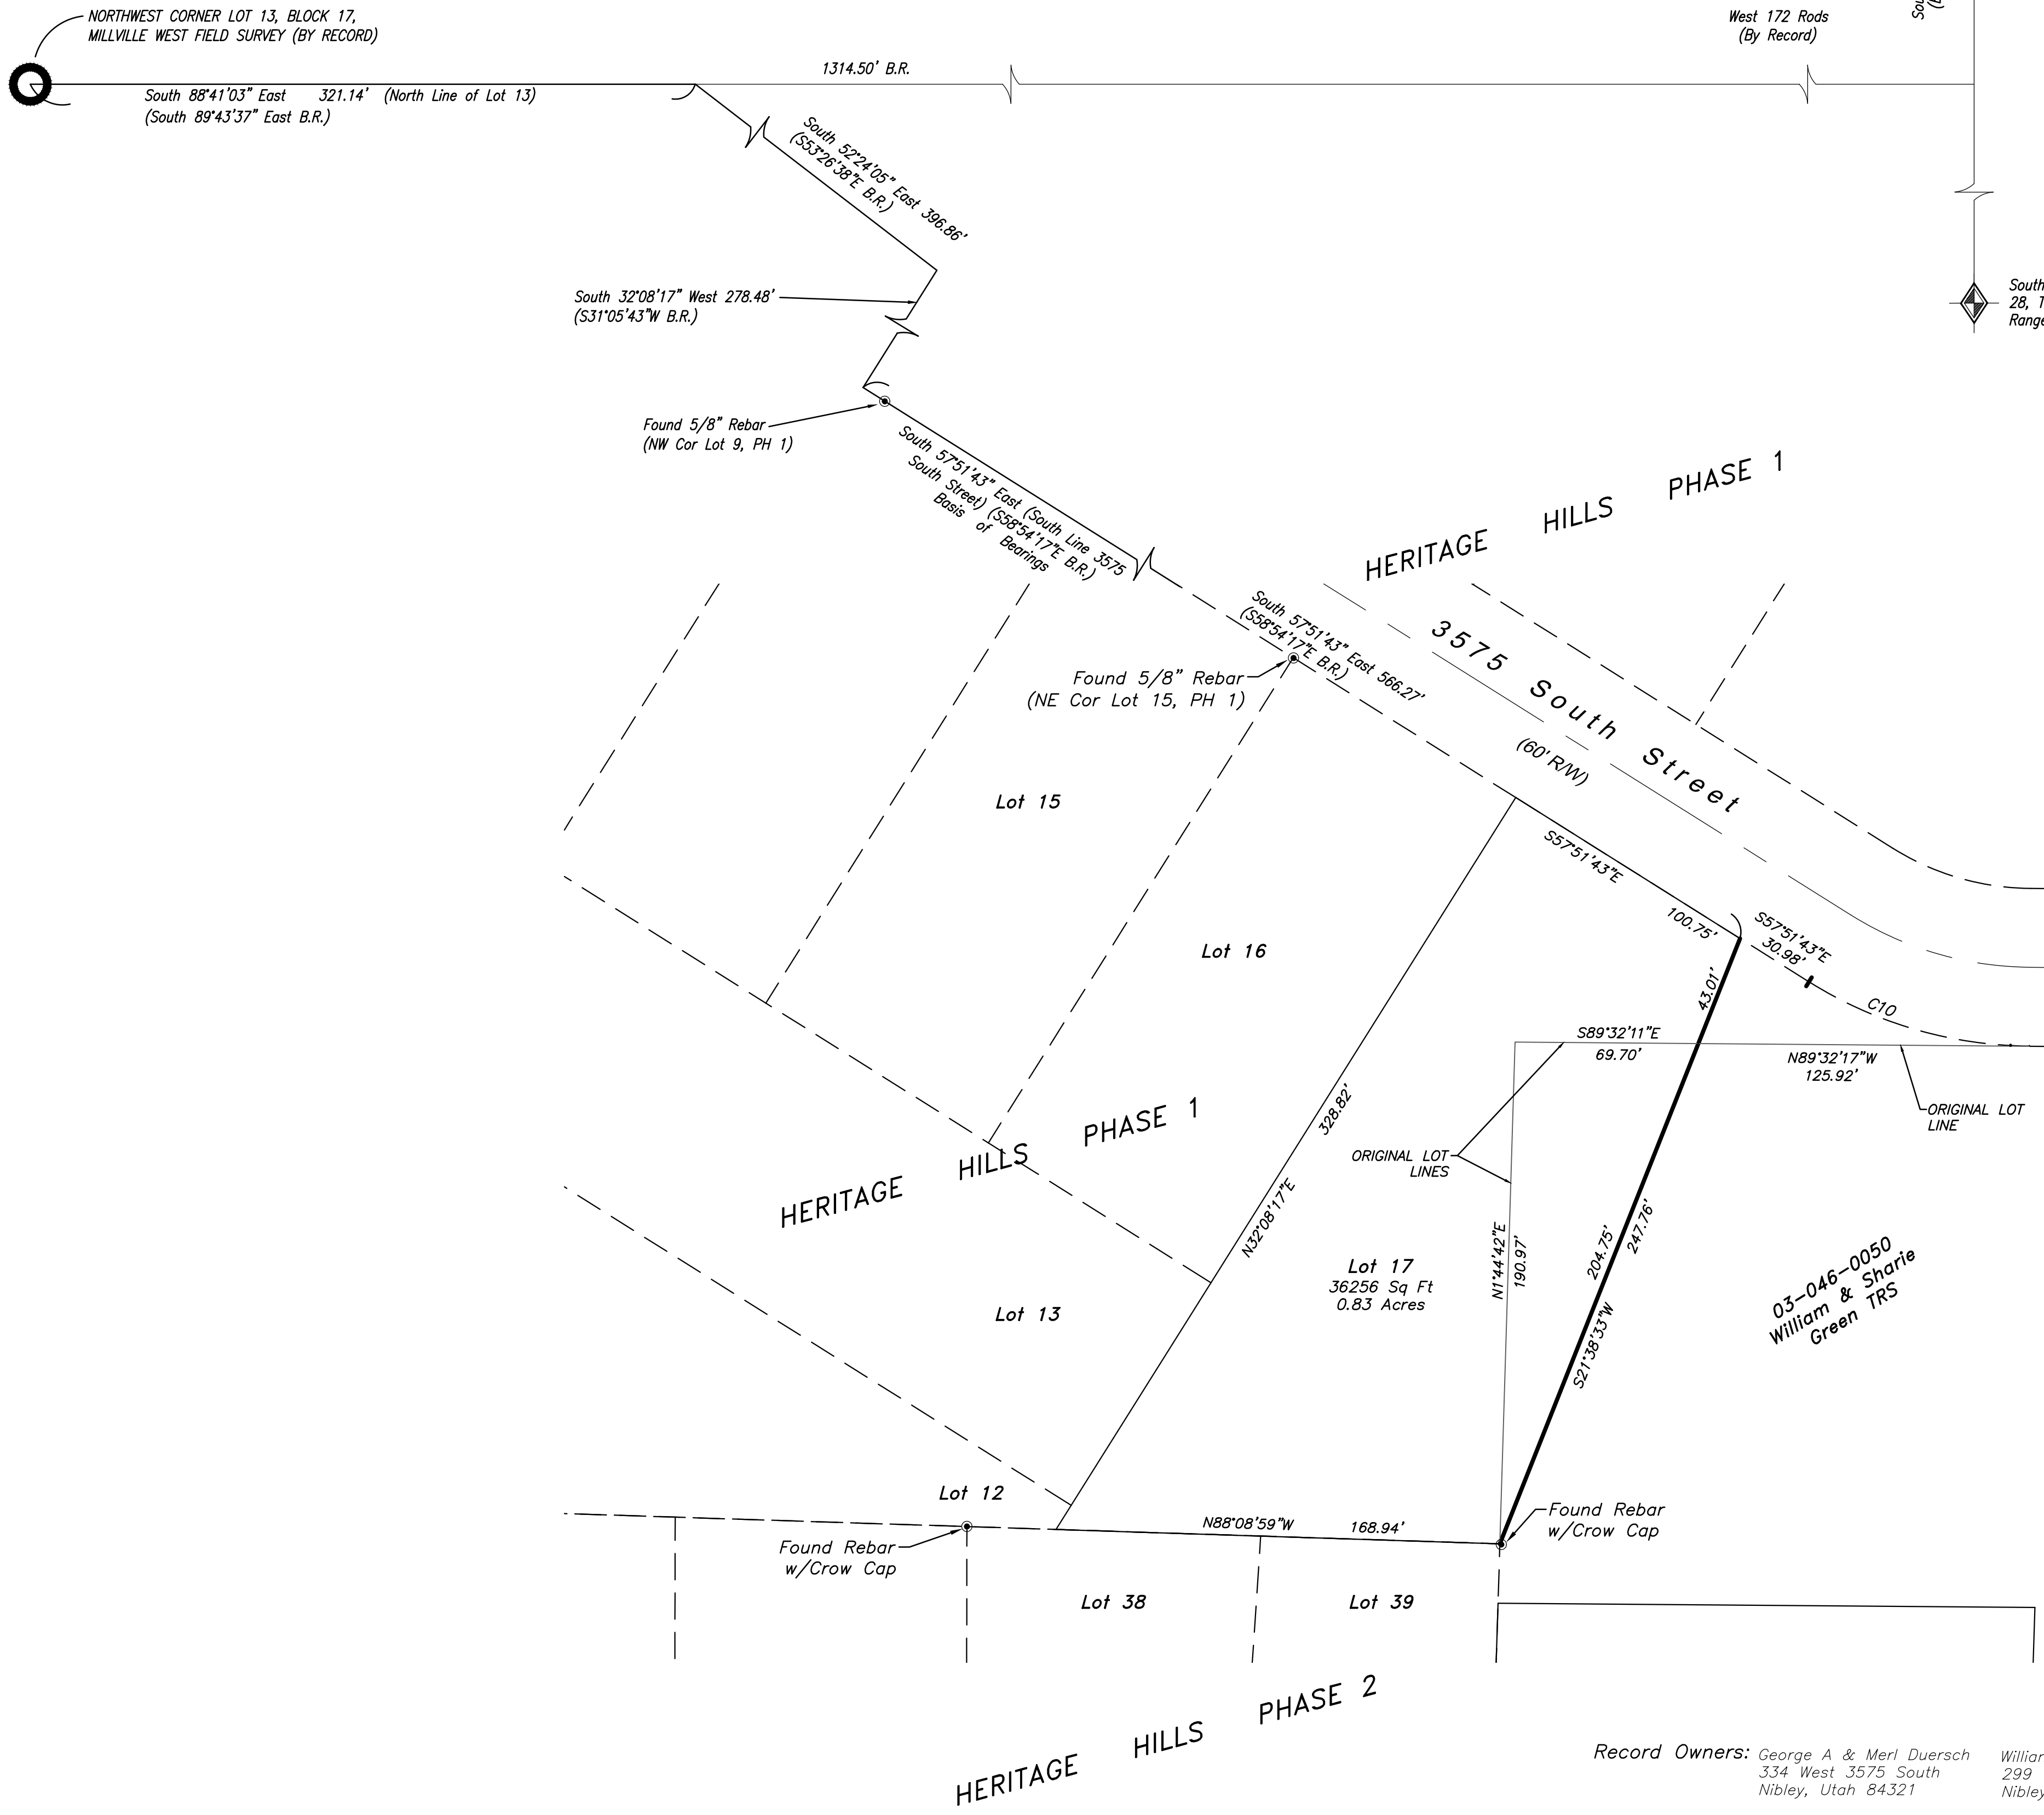 NORTHWEST CORNER LOT 13, BLOCK 17,
MILLVILLE WEST FIELD SURVEY (BY RECORD)
West 172 Rods
(By Record)
1314.50' B.R.
South 88°41'03" East 321.14' (North Line of Lot 13)
(South 89°43'37" East B.R.)
South 52°24'05" East 396.86'
(S53°26'38"E B.R.)
South 32°08'17" West 278.48'
(S31°05'43"W B.R.)
South
28, T
Range
Found 5/8" Rebar
(NW Cor Lot 9, PH 1)
South 57°51'43" East (South Line 3575
South Street) (S58°54'17"E B.R.)
Basis of Bearings
HERITAGE HILLS PHASE 1
South 57°51'43" East 566.27'
(S58°54'17"E B.R.)
3575 South Street
(60' R/W)
Found 5/8" Rebar
(NE Cor Lot 15, PH 1)
Lot 15
S57°51'43"E
100.75'
S57°51'43"E
30.98'
Lot 16
43.01'
C10
S89°32'11"E
69.70'
N89°32'17"W
125.92'
ORIGINAL LOT
LINE
328.82'
N32°08'17"E
ORIGINAL LOT
LINES
HERITAGE HILLS PHASE 1
N1°44'42"E
190.97'
204.75'
247.76'
S21°38'33"W
Lot 17
36256 Sq Ft
0.83 Acres
03-046-0050
William & Sharie
Green TRS
Lot 13
Lot 12
Found Rebar
w/Crow Cap
N88°08'59"W 168.94'
Found Rebar
w/Crow Cap
Lot 38
Lot 39
HERITAGE HILLS PHASE 2
Record Owners: George A & Merl Duersch
334 West 3575 South
Nibley, Utah 84321
William
299
Nibley